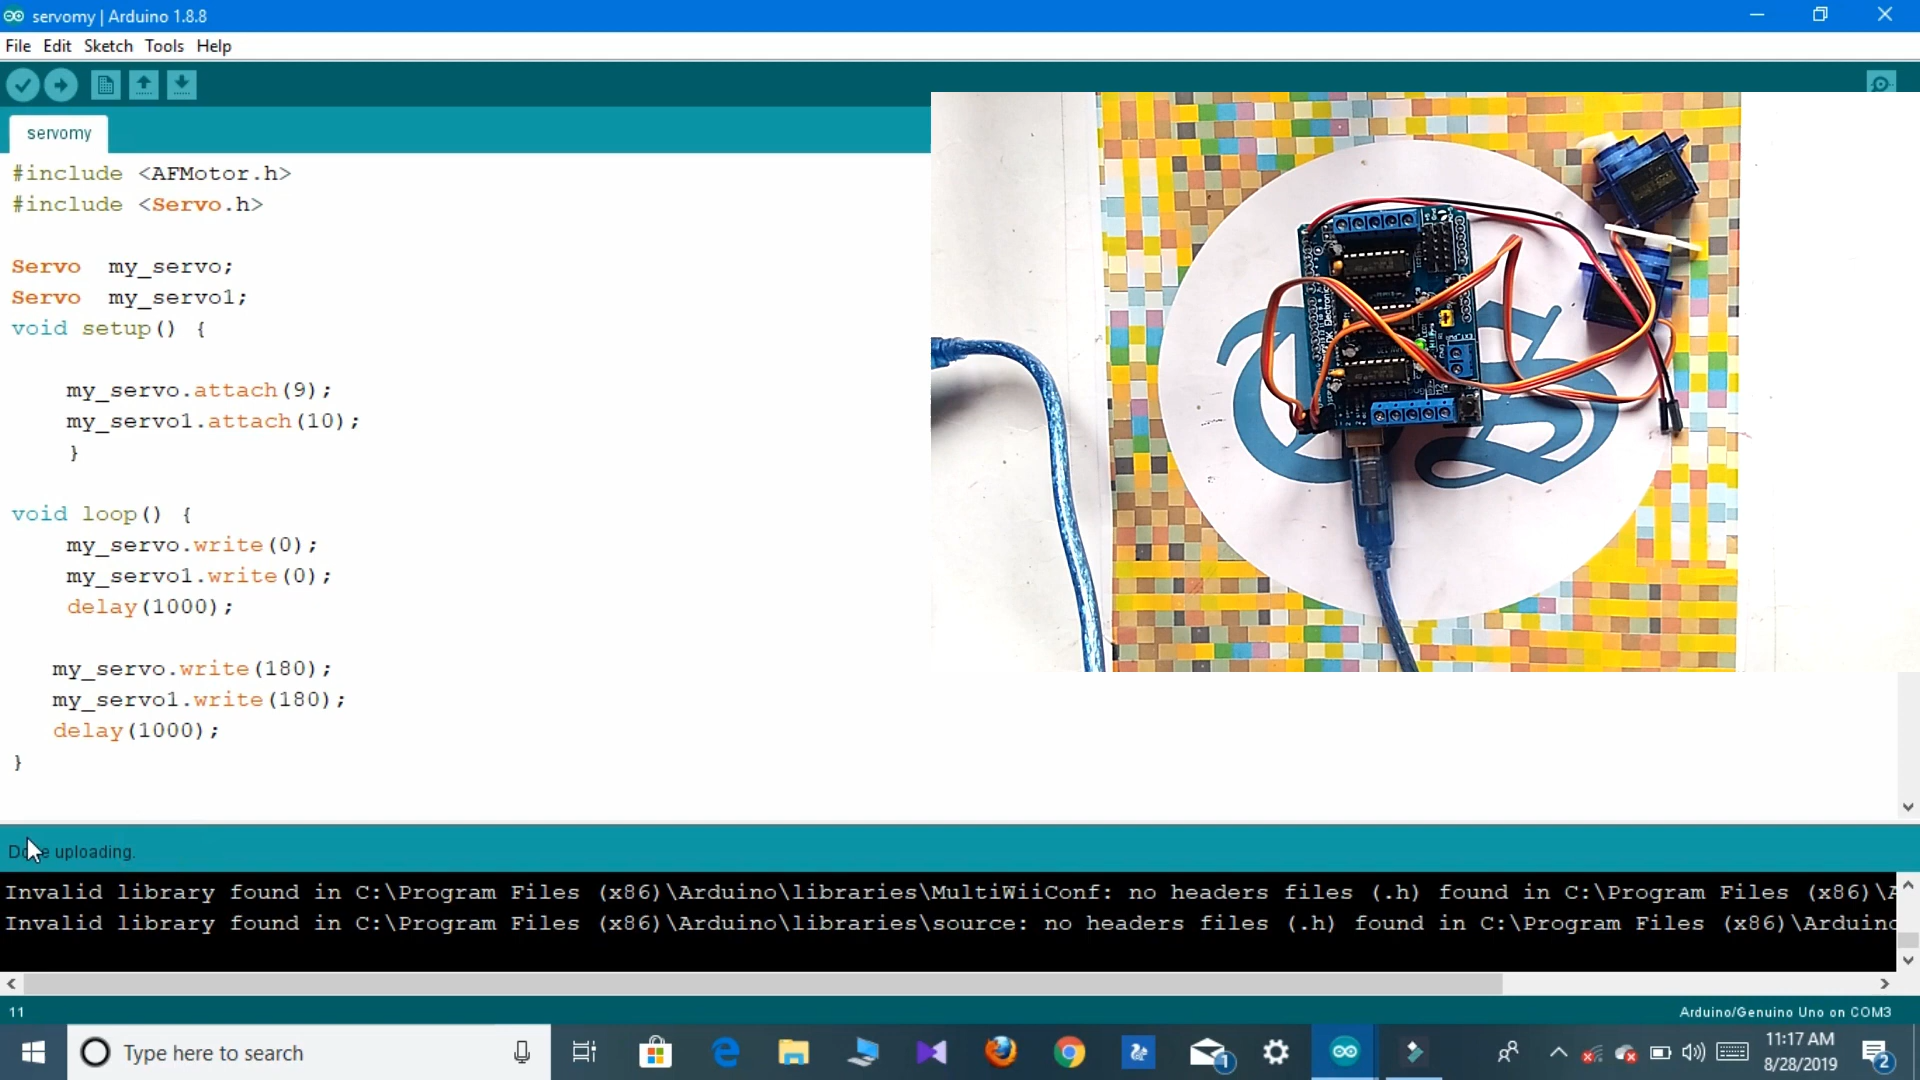 servomy | Arduino 1.8.8
File Edit Sketch Tools Help
servomy
#include <AFMotor.h>
#include <Servo.h>
Servo  my_servo;
Servo  my_servo1;
void setup() {
my_servo.attach(9);
my_servo1.attach(10);
}
void loop() {
my_servo.write(0);
my_servo1.write(0);
delay(1000);
my_servo.write(180);
my_servo1.write(180);
delay(1000);
}
uploading.
Invalid library found in C:\Program Files (x86)\Arduino\libraries\MultiWiiConf: no headers files (.h) found in C:\Program Files (x86)\A
Invalid library found in C:\Program Files (x86)\Arduino\libraries\source: no headers files (.h) found in C:\Program Files (x86)\Arduino
11
Arduino/Genuino Uno on COM3
Type here to search
1
11:17 AM
8/28/2019
2